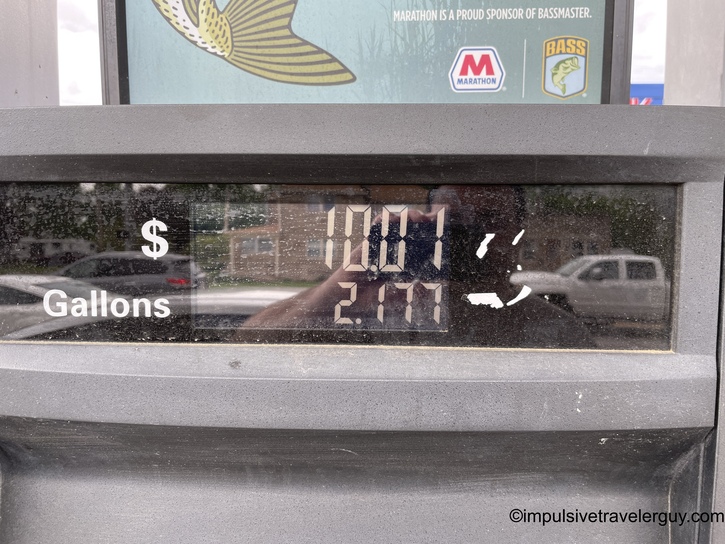 MARATHON IS A PROUD SPONSOR OF BASSMASTER.
M
MARATHON
BASS
$ 10.01
Gallons 2.177
©impulsivetravelerguy.com